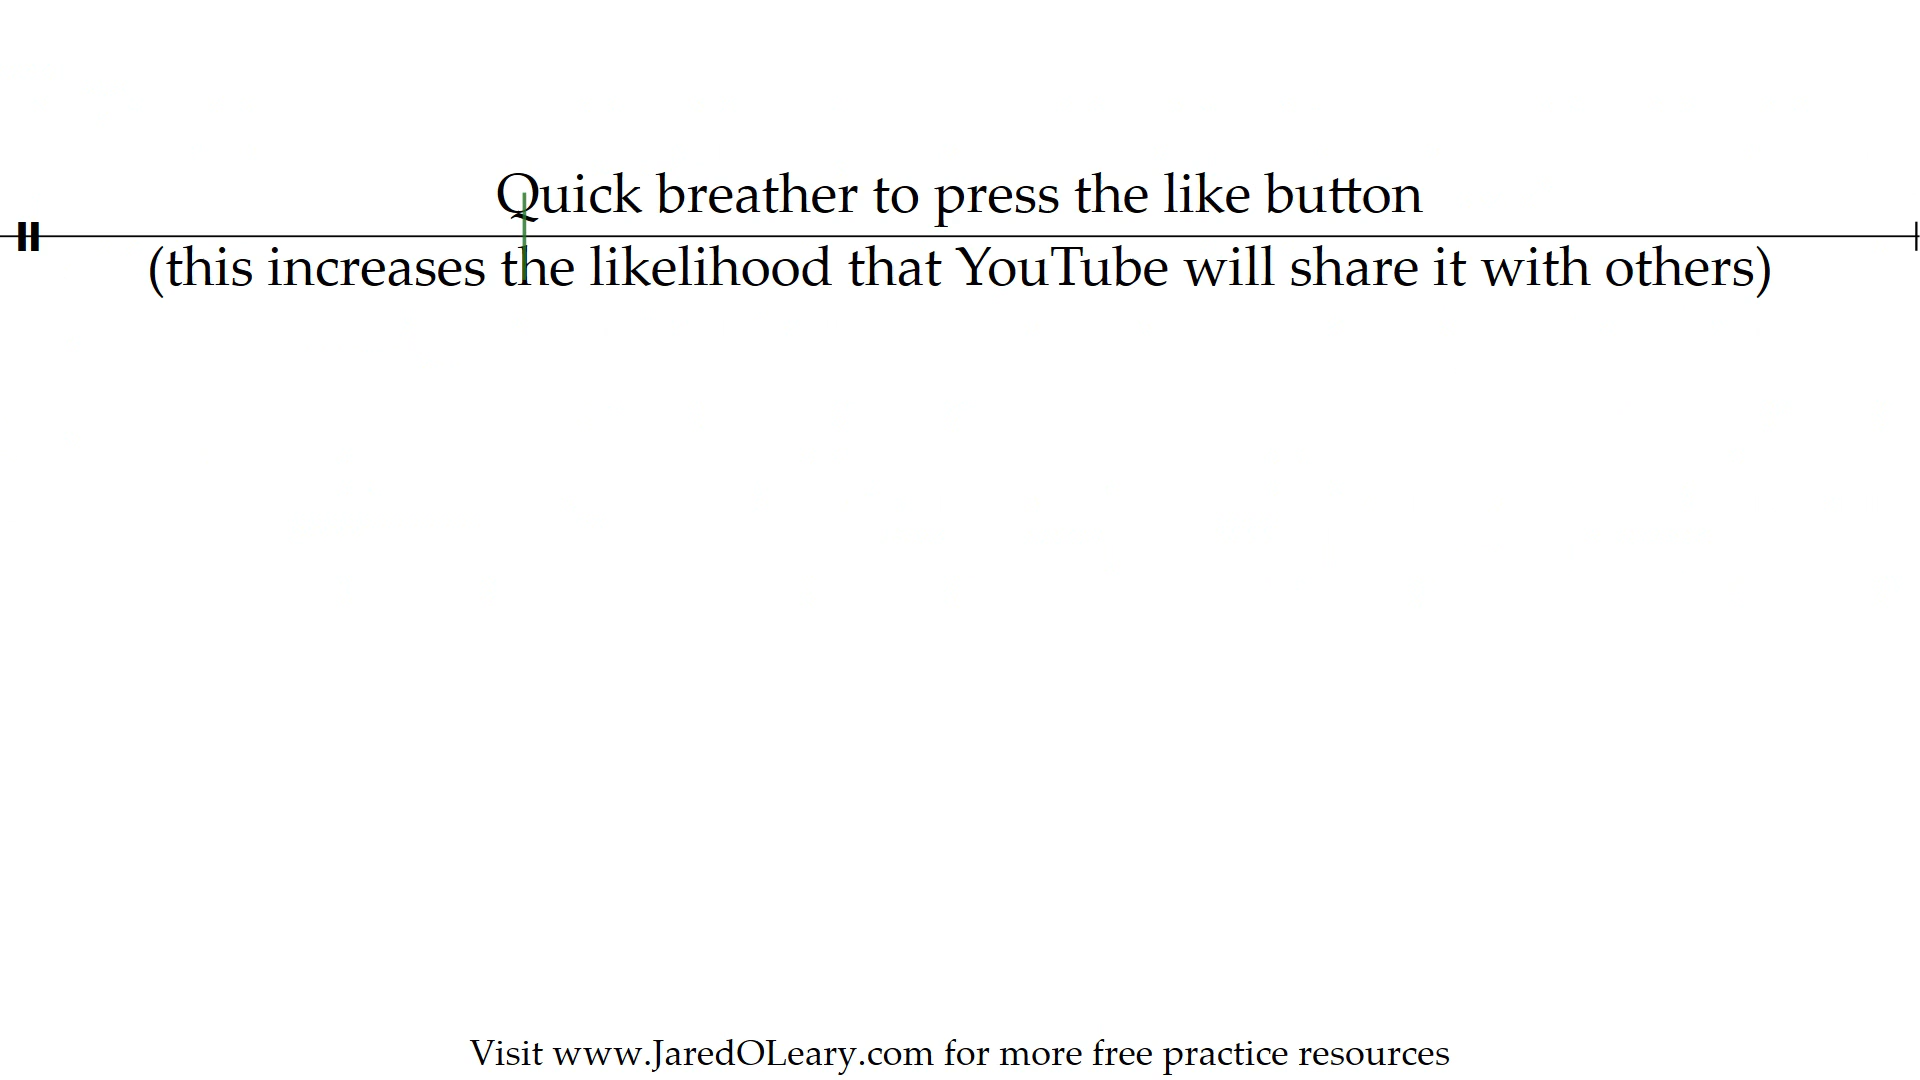 Quick breather to press the like button
(this increases the likelihood that YouTube will share it with others)
Visit www.JaredOLeary.com for more free practice resources